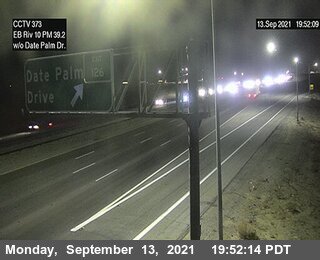 CCTV 373
EB Riv 10 PM 39.2
w/o Date Palm Dr.
13.Sep.2021
19:52:09
Date Palm
Drive
EXIT
126
Monday, September 13, 2021 19:52:14 PDT